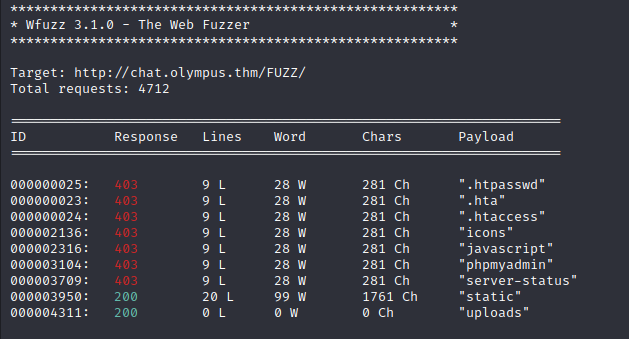 ********************************************************
* Wfuzz 3.1.0 - The Web Fuzzer                         *
********************************************************
Target: http://chat.olympus.thm/FUZZ/
Total requests: 4712
=====================================================================
ID           Response   Lines    Word       Chars       Payload
=====================================================================
000000025:   403        9 L      28 W       281 Ch      ".htpasswd"
000000023:   403        9 L      28 W       281 Ch      ".hta"
000000024:   403        9 L      28 W       281 Ch      ".htaccess"
000002136:   403        9 L      28 W       281 Ch      "icons"
000002316:   403        9 L      28 W       281 Ch      "javascript"
000003104:   403        9 L      28 W       281 Ch      "phpmyadmin"
000003709:   403        9 L      28 W       281 Ch      "server-status"
000003950:   200        20 L     99 W       1761 Ch     "static"
000004311:   200        0 L      0 W        0 Ch        "uploads"